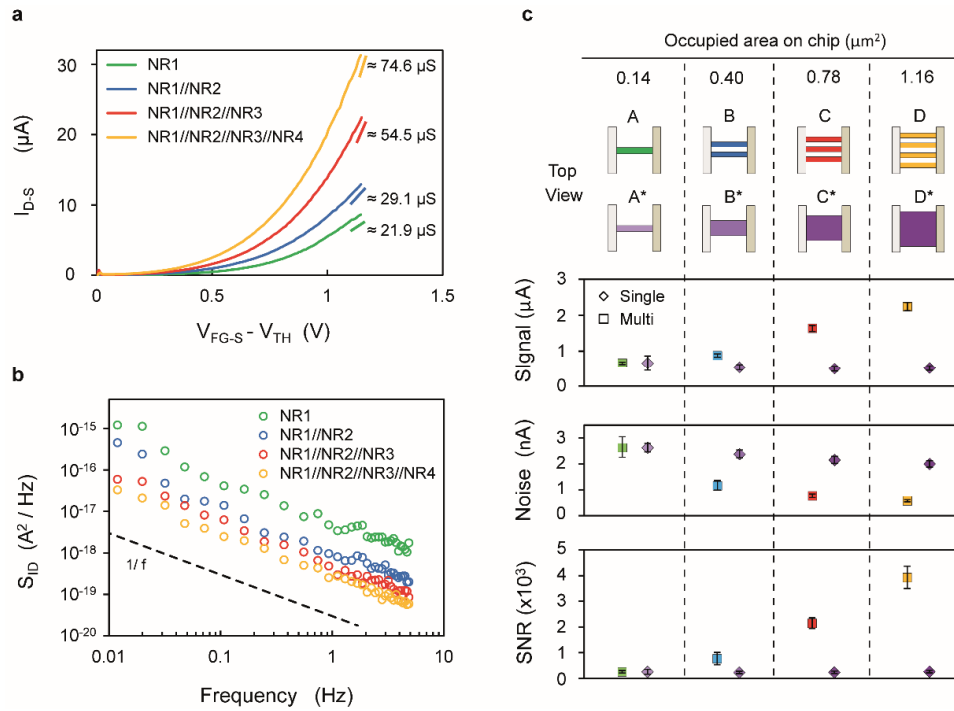 a
30
20
10
0
I D-S (µA)
NR1
NR1//NR2
NR1//NR2//NR3
NR1//NR2//NR3//NR4
≈ 74.6 µS
≈ 54.5 µS
≈ 29.1 µS
≈ 21.9 µS
0 0.5 1 1.5
V FG-S - V TH (V)
b
10-15
10-16
10-17
10-18
10-19
10-20
S ID (A2 / Hz)
NR1
NR1//NR2
NR1//NR2//NR3
NR1//NR2//NR3//NR4
1/ f
0.01 0.1 1 10
Frequency (Hz)
c
Occupied area on chip (µm2)
0.14 0.40 0.78 1.16
A B C D
Top
View
A* B* C* D*
SIgnal (µA)
3
2
1
0
Single
Multi
Noise (nA)
3
2
1
0
SNR (x103)
5
4
3
2
1
0